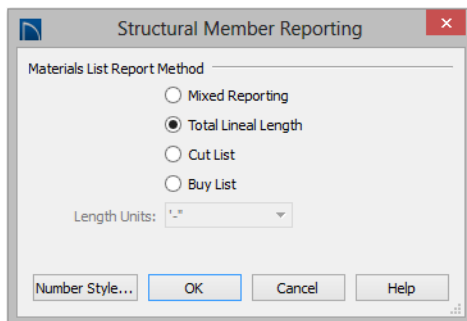 Structural Member Reporting
Materials List Report Method
Mixed Reporting
Total Lineal Length
Cut List
Buy List
Length Units: '-"
Number Style... OK Cancel Help